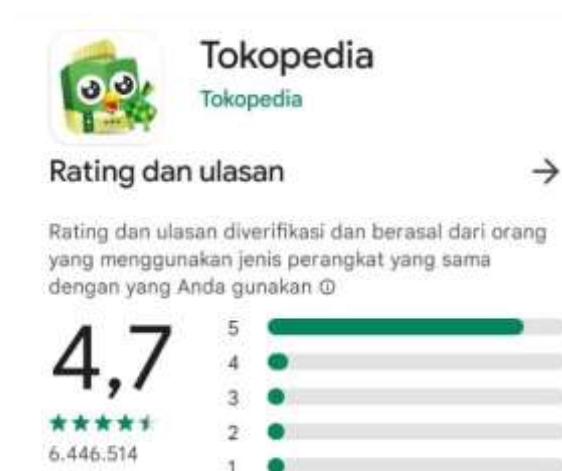 Tokopedia
Tokopedia
Rating dan ulasan
Rating dan ulasan diverifikasi dan berasal dari orang
yang menggunakan jenis perangkat yang sama
dengan yang Anda gunakan
4,7
6.446.514
5
4
3
2
1